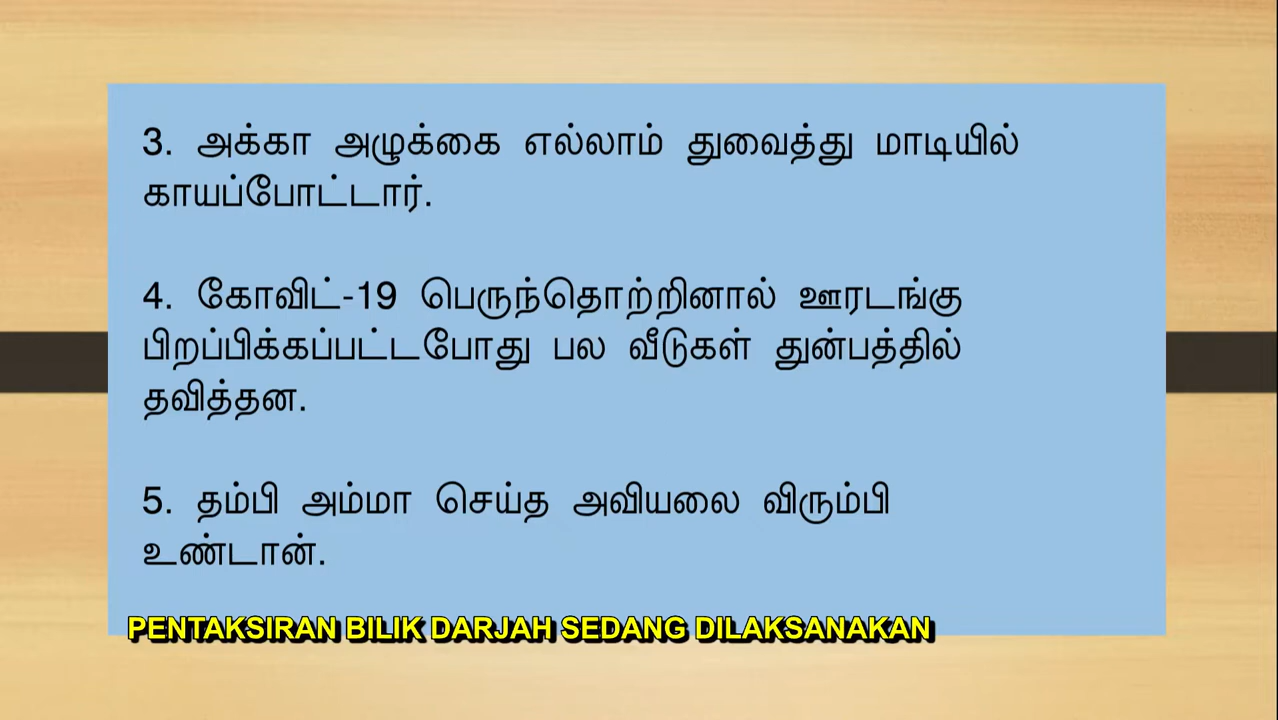 3. அக்கா அழுக்கை எல்லாம் துவைத்து மாடியில்
காயப்போட்டார்.
4. கோவிட்-19 பெருந்தொற்றினால் ஊரடங்கு
பிறப்பிக்கப்பட்டபோது பல வீடுகள் துன்பத்தில்
தவித்தன.
5. தம்பி அம்மா செய்த அவியலை விரும்பி
உண்டான்.
PENTAKSIRAN BILIK DARJAH SEDANG DILAKSANAKAN